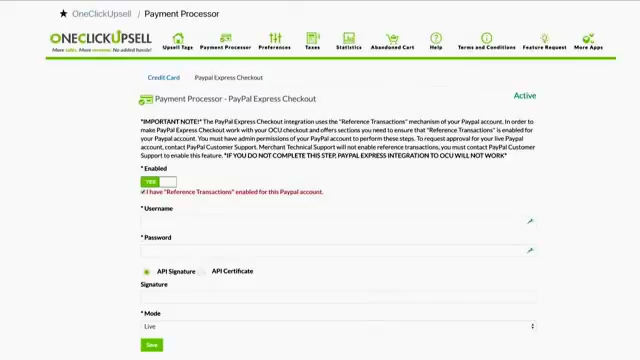 OneClickUpsell / Payment Processor
ONECLICKUPSELL
More sales. More revenue. No added hassle!
Upsell Tags Payment Processor Preferences Taxes Statistics Abandoned Cart Help Terms and Conditions Feature Request More Apps
Credit Card Paypal Express Checkout
Payment Processor - PayPal Express Checkout Active
*IMPORTANT NOTE! The PayPal Express Checkout integration uses the "Reference Transactions" mechanism of your Paypal account. In order to
make PayPal Express Checkout work with your OCU checkout and offers sections you need to ensure that "Reference Transactions" is enabled for
your Paypal account. You must have admin permissions of your PayPal account to perform these steps. To request approval for your live Paypal
account, contact PayPal Customer Support. Merchant Technical Support will not enable reference transactions, you must contact PayPal Customer
Support to enable this feature. *IF YOU DO NOT COMPLETE THIS STEP, PAYPAL EXPRESS INTEGRATION TO OCU WILL NOT WORK*
* Enabled
YES
I have "Reference Transactions" enabled for this Paypal account.
* Username
* Password
API Signature API Certificate
Signature
* Mode
Live
Save